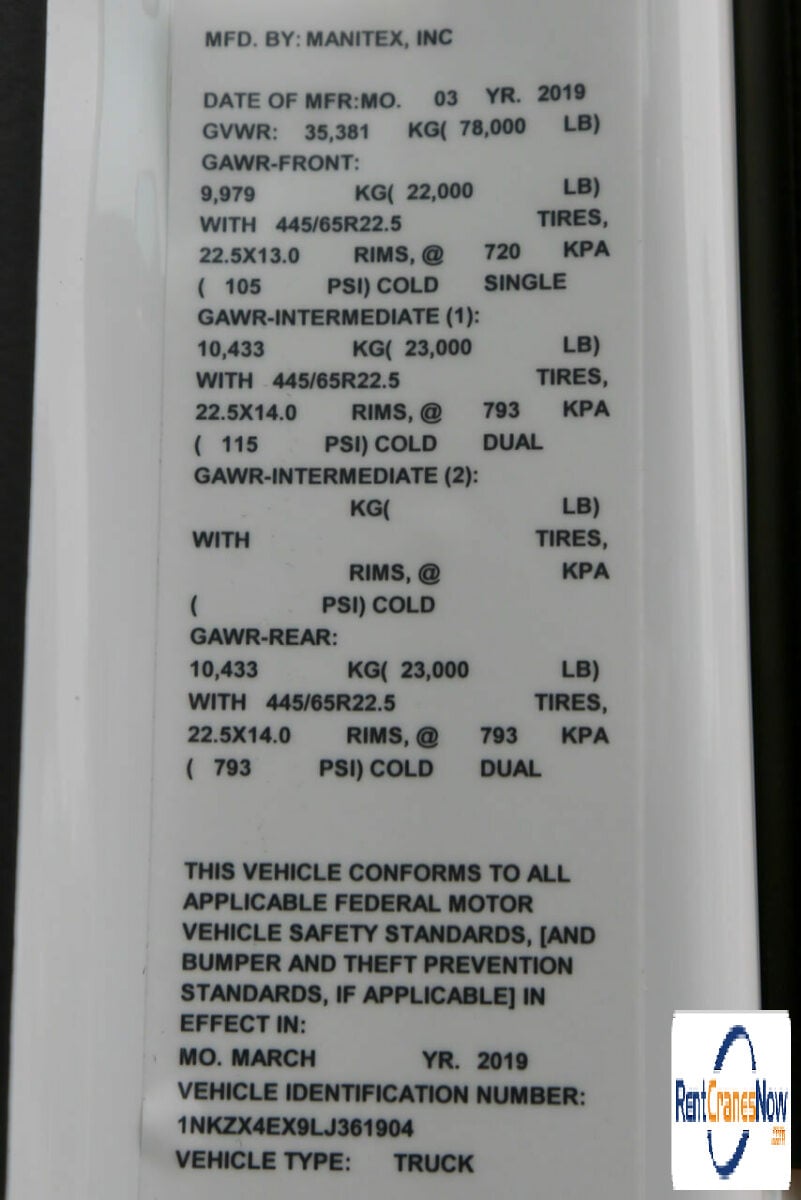 MFD. BY: MANITEX, INC
DATE OF MFR:MO. 03 YR. 2019
GVWR: 35,381 KG( 78,000 LB)
GAWR-FRONT:
9,979 KG( 22,000 LB)
WITH 445/65R22.5 TIRES,
22.5X13.0 RIMS, @ 720 KPA
( 105 PSI) COLD SINGLE
GAWR-INTERMEDIATE (1):
10,433 KG( 23,000 LB)
WITH 445/65R22.5 TIRES,
22.5X14.0 RIMS, @ 793 KPA
( 115 PSI) COLD DUAL
GAWR-INTERMEDIATE (2):
KG( LB)
WITH TIRES,
RIMS, @ KPA
( PSI) COLD
GAWR-REAR:
10,433 KG( 23,000 LB)
WITH 445/65R22.5 TIRES,
22.5X14.0 RIMS, @ 793 KPA
( 793 PSI) COLD DUAL
THIS VEHICLE CONFORMS TO ALL
APPLICABLE FEDERAL MOTOR
VEHICLE SAFETY STANDARDS, [AND
BUMPER AND THEFT PREVENTION
STANDARDS, IF APPLICABLE] IN
EFFECT IN:
MO. MARCH YR. 2019
VEHICLE IDENTIFICATION NUMBER:
1NKZX4EX9LJ361904
VEHICLE TYPE: TRUCK
RentCranesNow
.com